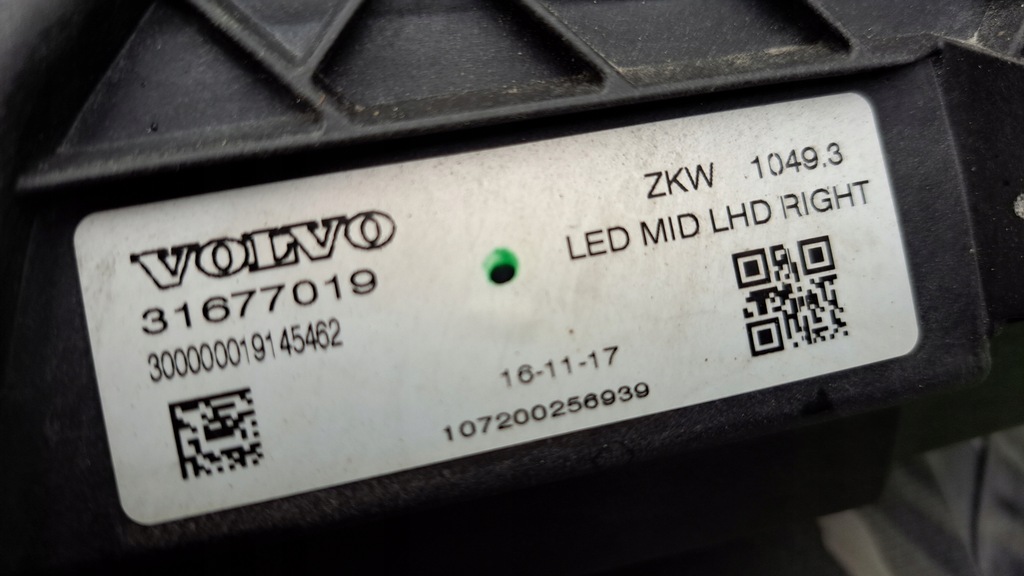 VOLVO
31677019
300000019145462
ZKW 1049.3
LED MID LHD RIGHT
16-11-17
107200256939